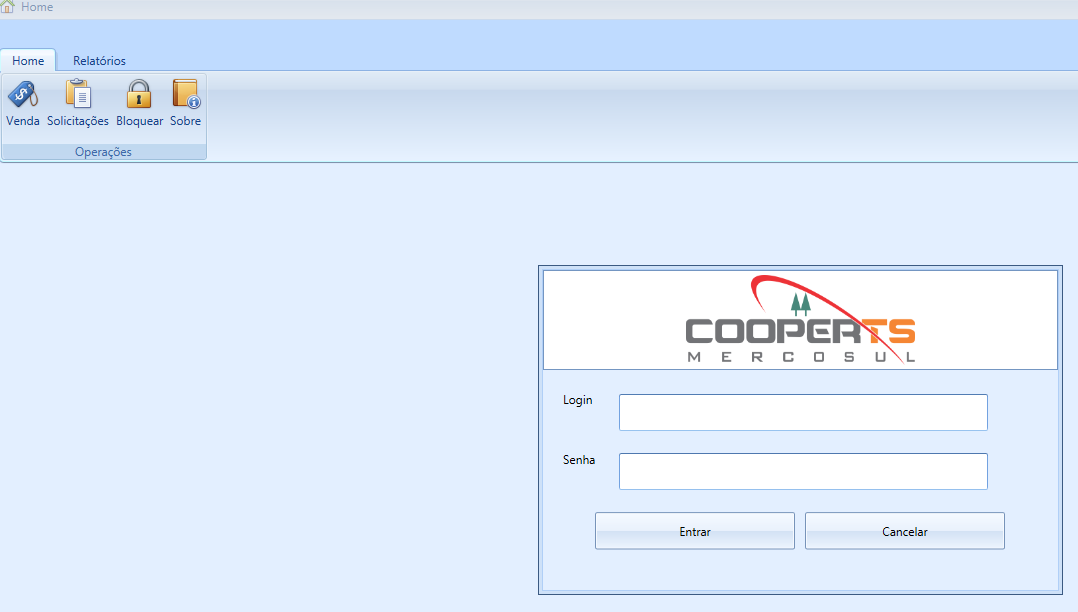 Home
Home Relatórios
Venda Solicitações Bloquear Sobre
Operações
COOPERTS
MERCOSUL
Login
Senha
Entrar Cancelar